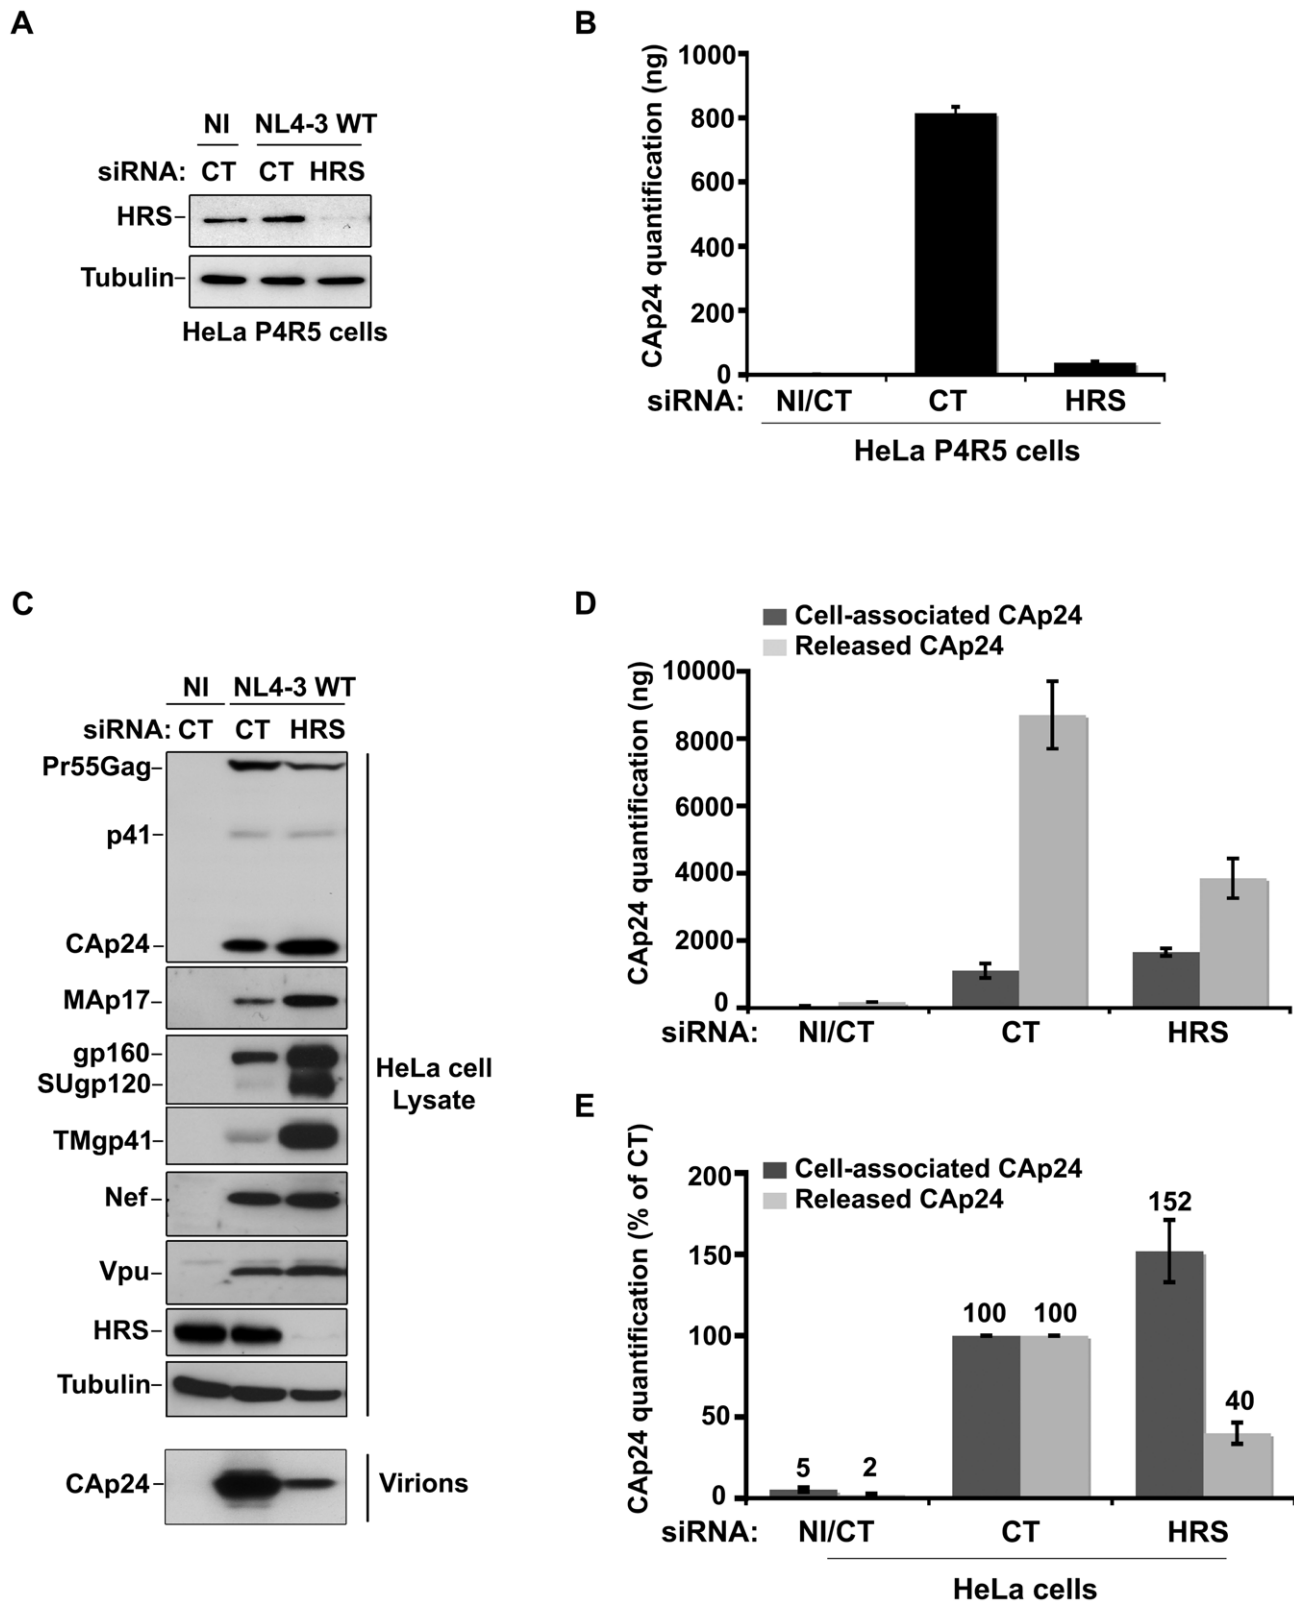 A
NI NL4-3 WT
siRNA: CT CT HRS
HRS-
Tubulin-
HeLa P4R5 cells
B
CAp24 quantification (ng)
1000
800
600
400
200
0
siRNA: NI/CT CT HRS
HeLa P4R5 cells
C
NI NL4-3 WT
siRNA: CT CT HRS
Pr55Gag-
p41-
CAp24-
MAp17-
gp160-
SUgp120-
TMgp41-
Nef-
Vpu-
HRS-
Tubulin-
HeLa cell
Lysate
CAp24-
Virions
D
Cell-associated CAp24
Released CAp24
CAp24 quantification (ng)
10000
8000
6000
4000
2000
0
siRNA: NI/CT CT HRS
E
Cell-associated CAp24
Released CAp24
CAp24 quantification (% of CT)
200
150
100
50
0
5 2
100 100
152
40
siRNA: NI/CT CT HRS
HeLa cells